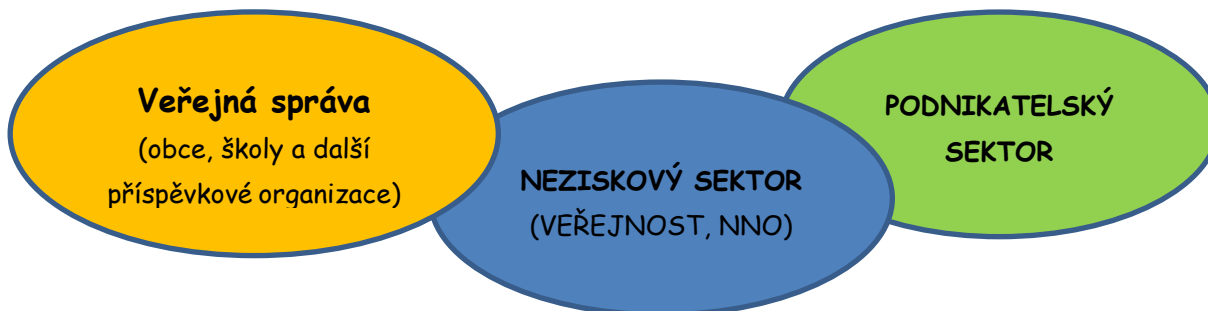 Veřejná správa
(obce, školy a další
příspěvkové organizace)
NEZISKOVÝ SEKTOR
(VEŘEJNOST, NNO)
PODNIKATELSKÝ
SEKTOR